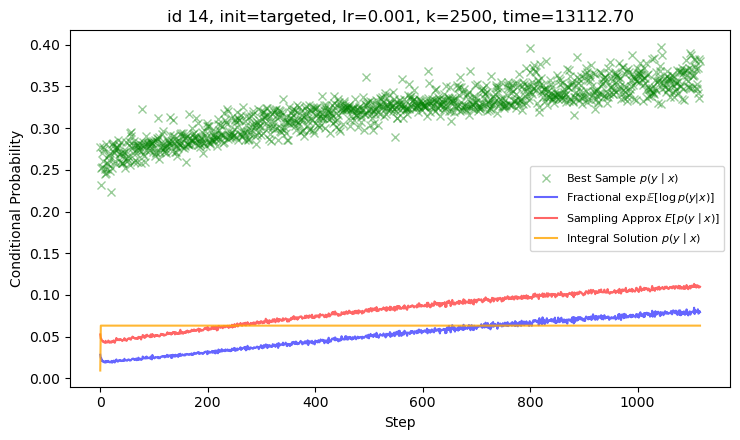 id 14, init=targeted, lr=0.001, k=2500, time=13112.70
Conditional Probability
0.40
0.35
0.30
0.25
0.20
0.15
0.10
0.05
0.00
Best Sample p(y | x)
Fractional exp𝔼[log p(y|x)]
Sampling Approx E[p(y | x)]
Integral Solution p(y | x)
0 200 400 600 800 1000
Step